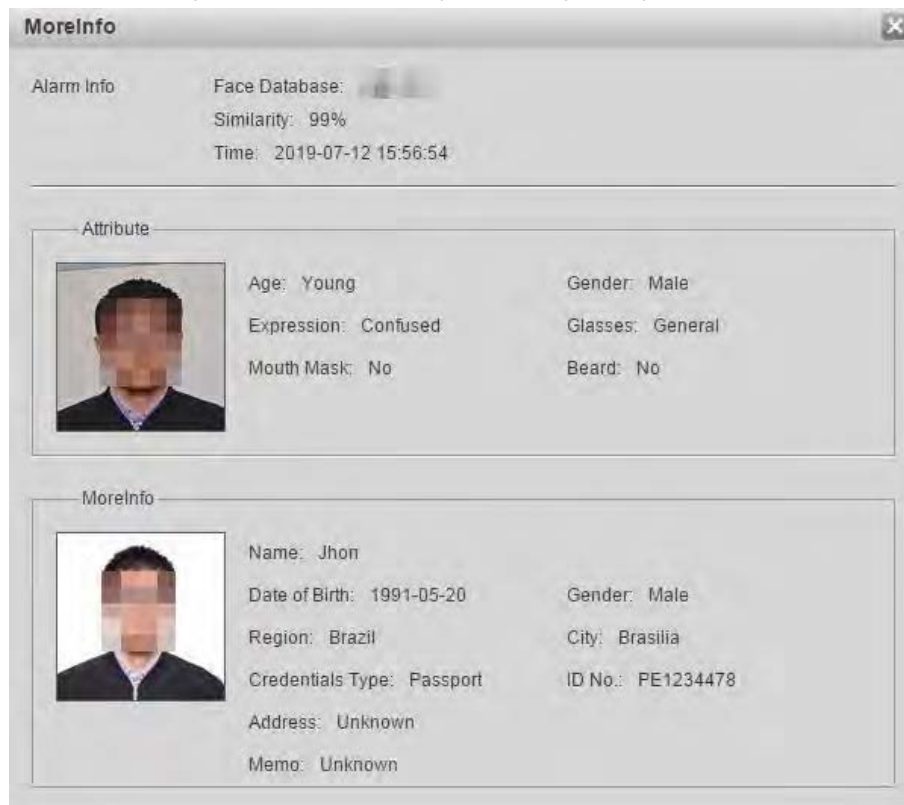 MoreInfo
Alarm Info
Face Database:
Similarity: 99%
Time: 2019-07-12 15:56:54
Attribute
Age: Young Gender: Male
Expression: Confused Glasses: General
Mouth Mask: No Beard: No
MoreInfo
Name: Jhon
Date of Birth: 1991-05-20 Gender: Male
Region: Brazil City: Brasilia
Credentials Type: Passport ID No.: PE1234478
Address: Unknown
Memo: Unknown